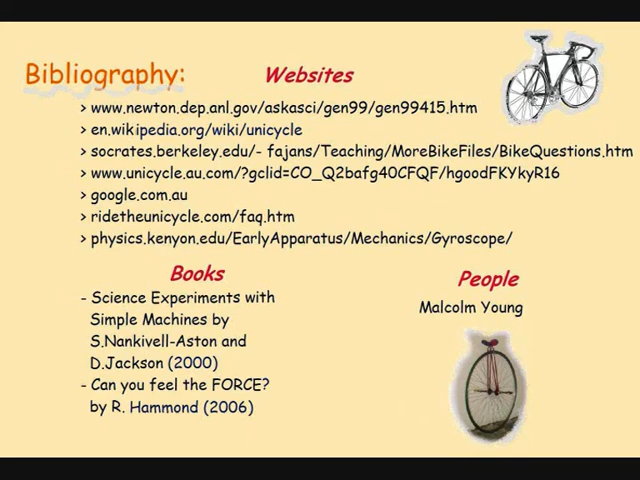 Bibliography:
Websites
> www.newton.dep.anl.gov/askasci/gen99/gen99415.htm
> en.wikipedia.org/wiki/unicycle
> socrates.berkeley.edu/- fajans/Teaching/MoreBikeFiles/BikeQuestions.htm
> www.unicycle.au.com/?gclid=CO_Q2bafg40CFQF/hgoodFKYkyR16
> google.com.au
> ridetheunicycle.com/faq.htm
> physics.kenyon.edu/EarlyApparatus/Mechanics/Gyroscope/
Books
- Science Experiments with
Simple Machines by
S.Nankivell-Aston and
D.Jackson (2000)
- Can you feel the FORCE?
by R. Hammond (2006)
People
Malcolm Young